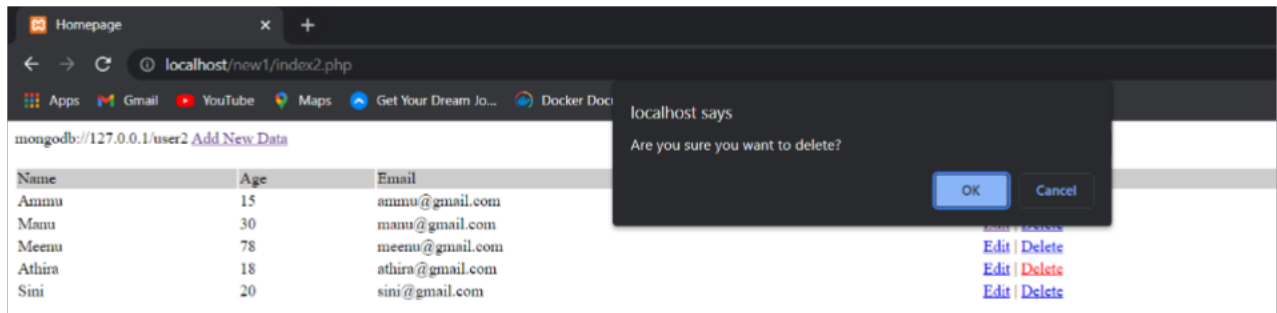 Homepage
localhost/new1/index2.php
Apps Gmail YouTube Maps Get Your Dream Jo... Docker Doc
localhost says
Are you sure you want to delete?
OK Cancel
mongodb://127.0.0.1/user2 Add New Data
Name Age Email
Ammu 15 ammu@gmail.com
Manu 30 manu@gmail.com Edit | Delete
Meenu 78 meenu@gmail.com Edit | Delete
Athira 18 athira@gmail.com Edit | Delete
Sini 20 sini@gmail.com Edit | Delete